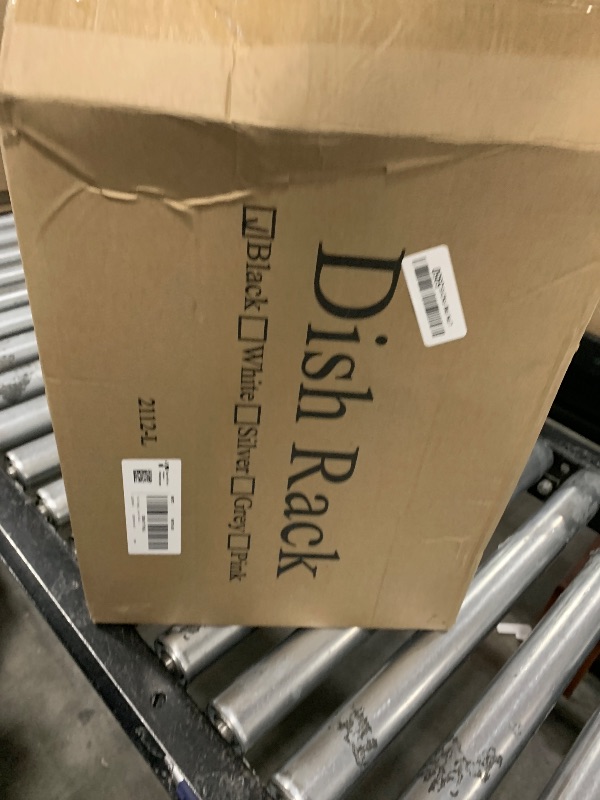 Dish Rack
☑Black☐White☐Silver☐Grey☐Pink
2112-L